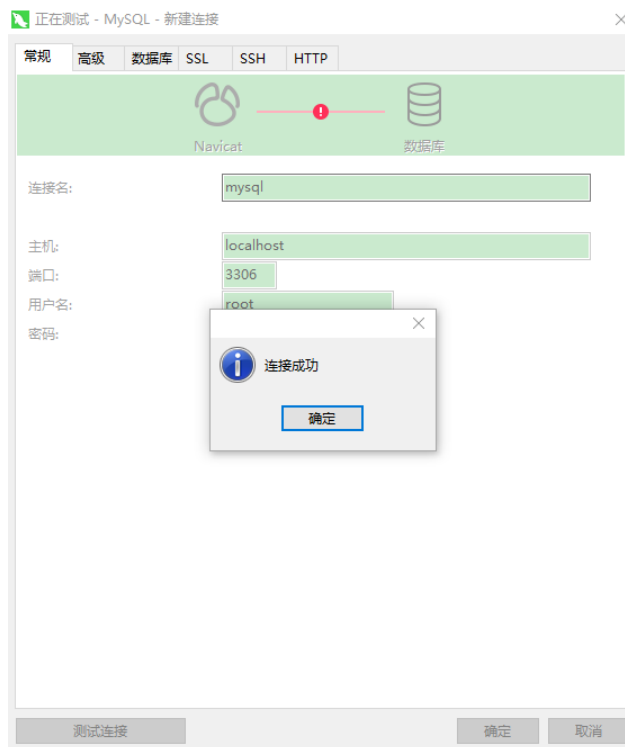 正在测试 - MySQL - 新建连接
常规 高级 数据库 SSL SSH HTTP
Navicat 数据库
连接名: mysql
主机: localhost
端口: 3306
用户名: root
密码:
连接成功
确定
测试连接 确定 取消